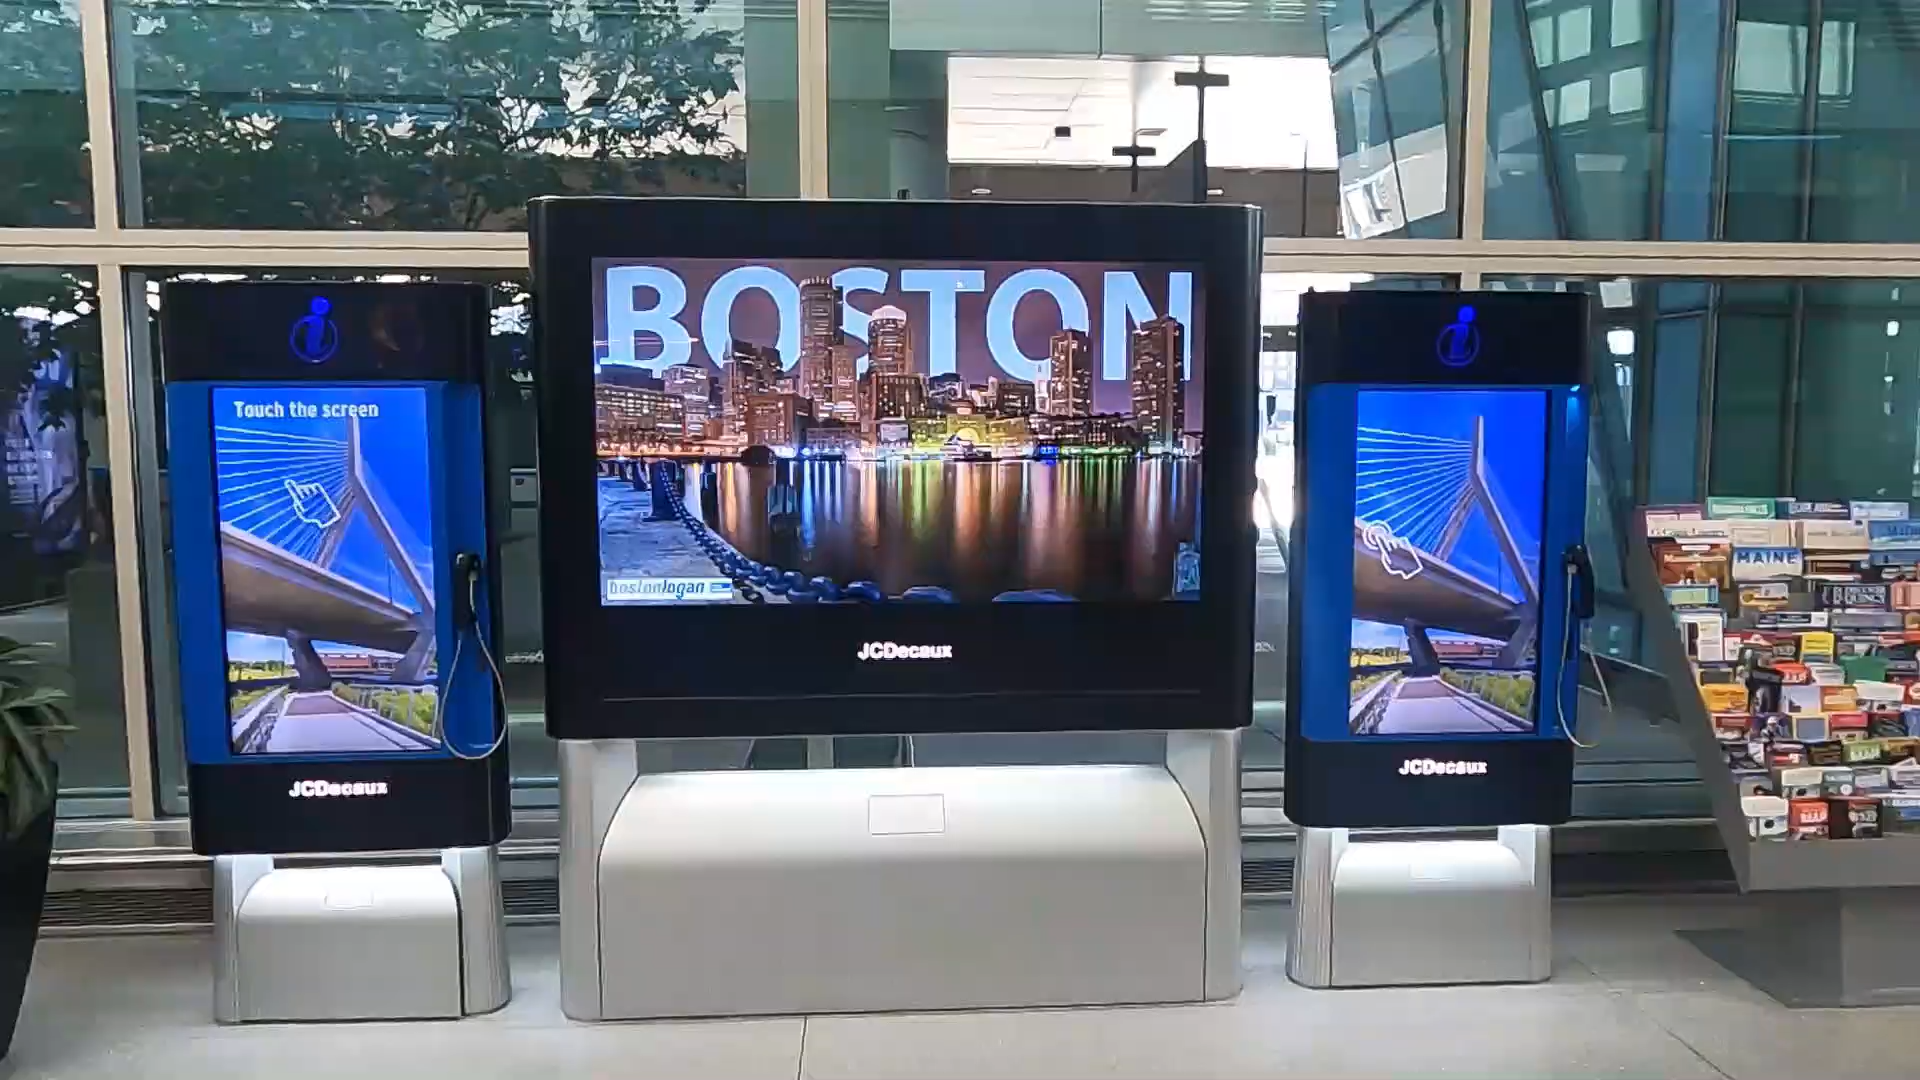 Touch the screen
JCDecaux
BOSTON
bostonlogan
JCDecaux
JCDecaux
MAINE